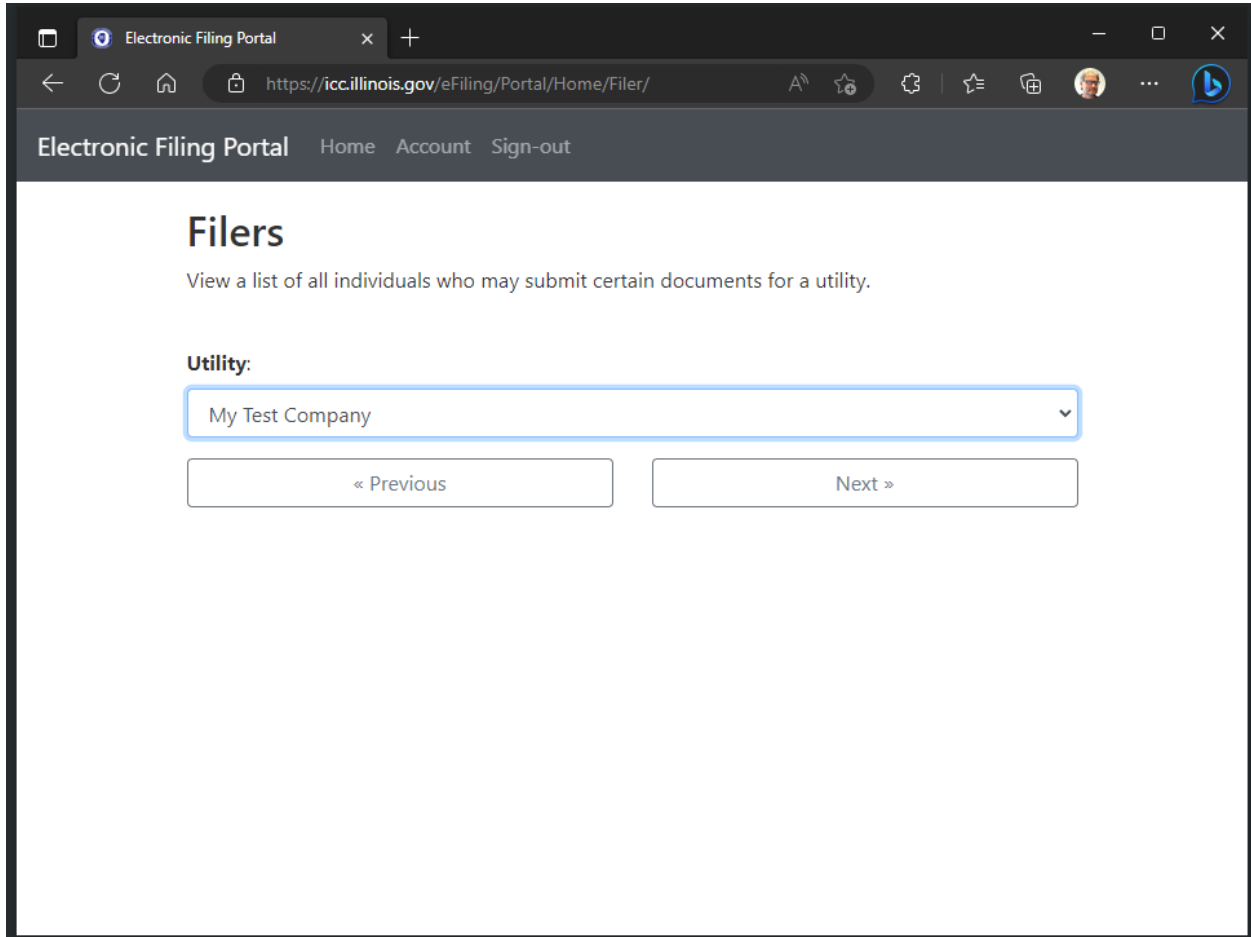 Electronic Filing Portal
https://icc.illinois.gov/eFiling/Portal/Home/Filer/
Electronic Filing Portal Home Account Sign-out
Filers
View a list of all individuals who may submit certain documents for a utility.
Utility:
My Test Company
« Previous Next »